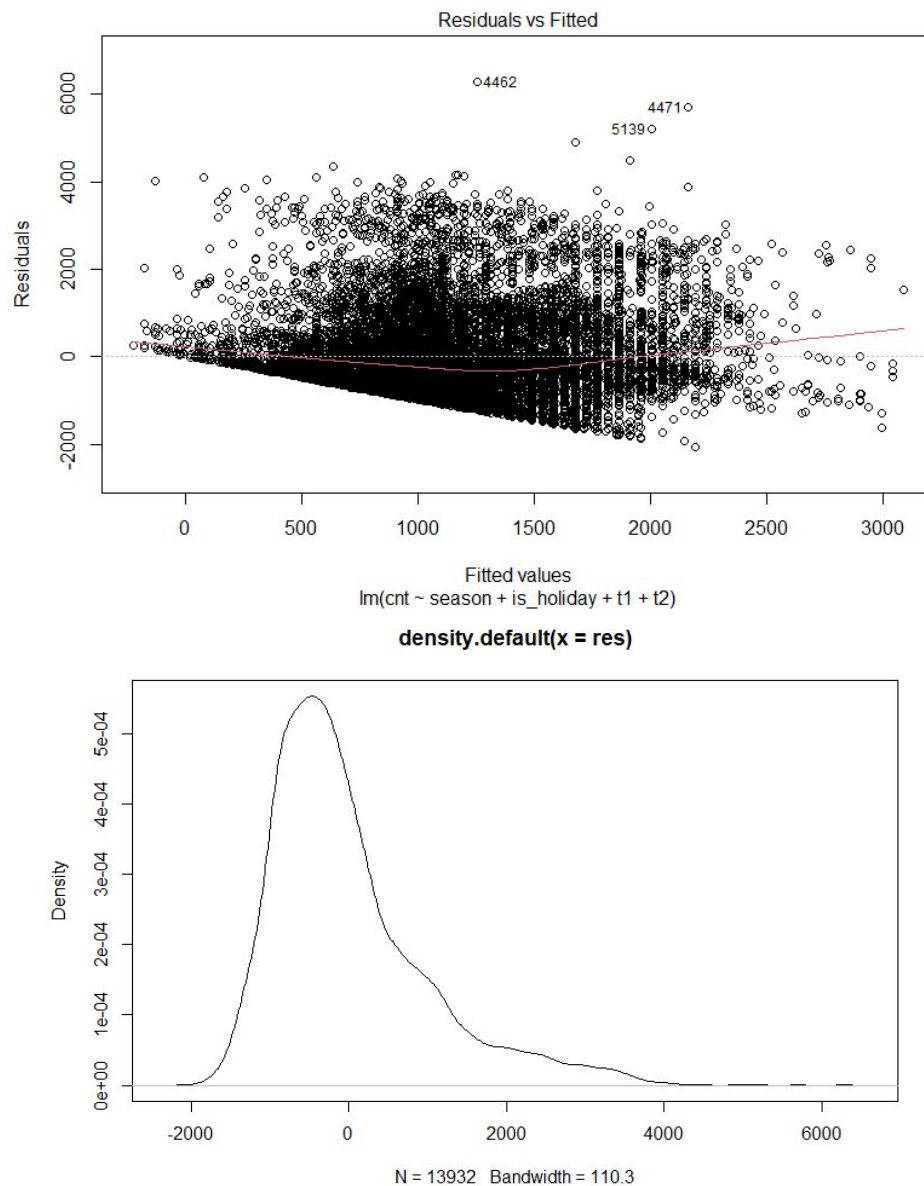 Residuals vs Fitted
6000
4000
2000
0
-2000
Residuals
4462
4471
5139
0
500
1000
1500
2000
2500
3000
Fitted values
lm(cnt ~ season + is_holiday + t1 + t2)
density.default(x = res)
5e-04
4e-04
3e-04
2e-04
1e-04
0e+00
Density
-2000
0
2000
4000
6000
N = 13932 Bandwidth = 110.3